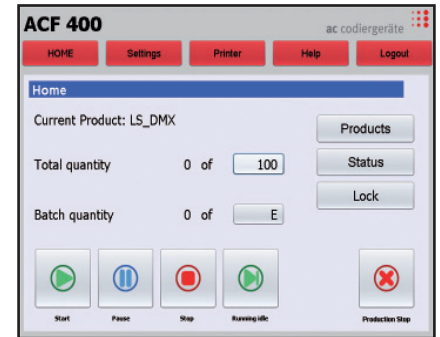 ACF 400
ac codiergeräte
HOME Settings Printer Help Logout
Home
Current Product: LS_DMX
Products
Total quantity 0 of 100
Status
Lock
Batch quantity 0 of E
Start Pause Stop Running idle Production Stop